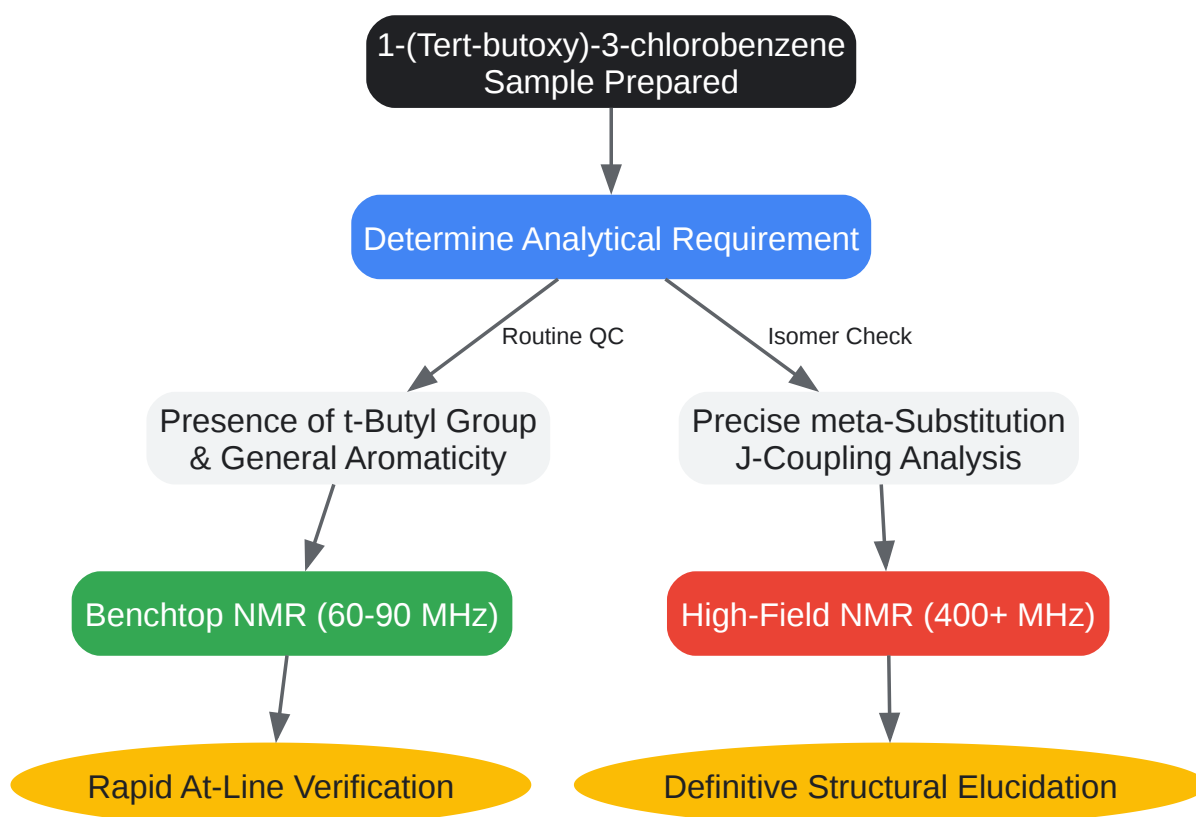 1-(Tert-butoxy)-3-chlorobenzene
Sample Prepared
Determine Analytical Requirement
Routine QC
Isomer Check
Presence of t-Butyl Group
& General Aromaticity
Precise meta-Substitution
J-Coupling Analysis
Benchtop NMR (60-90 MHz)
High-Field NMR (400+ MHz)
Rapid At-Line Verification
Definitive Structural Elucidation